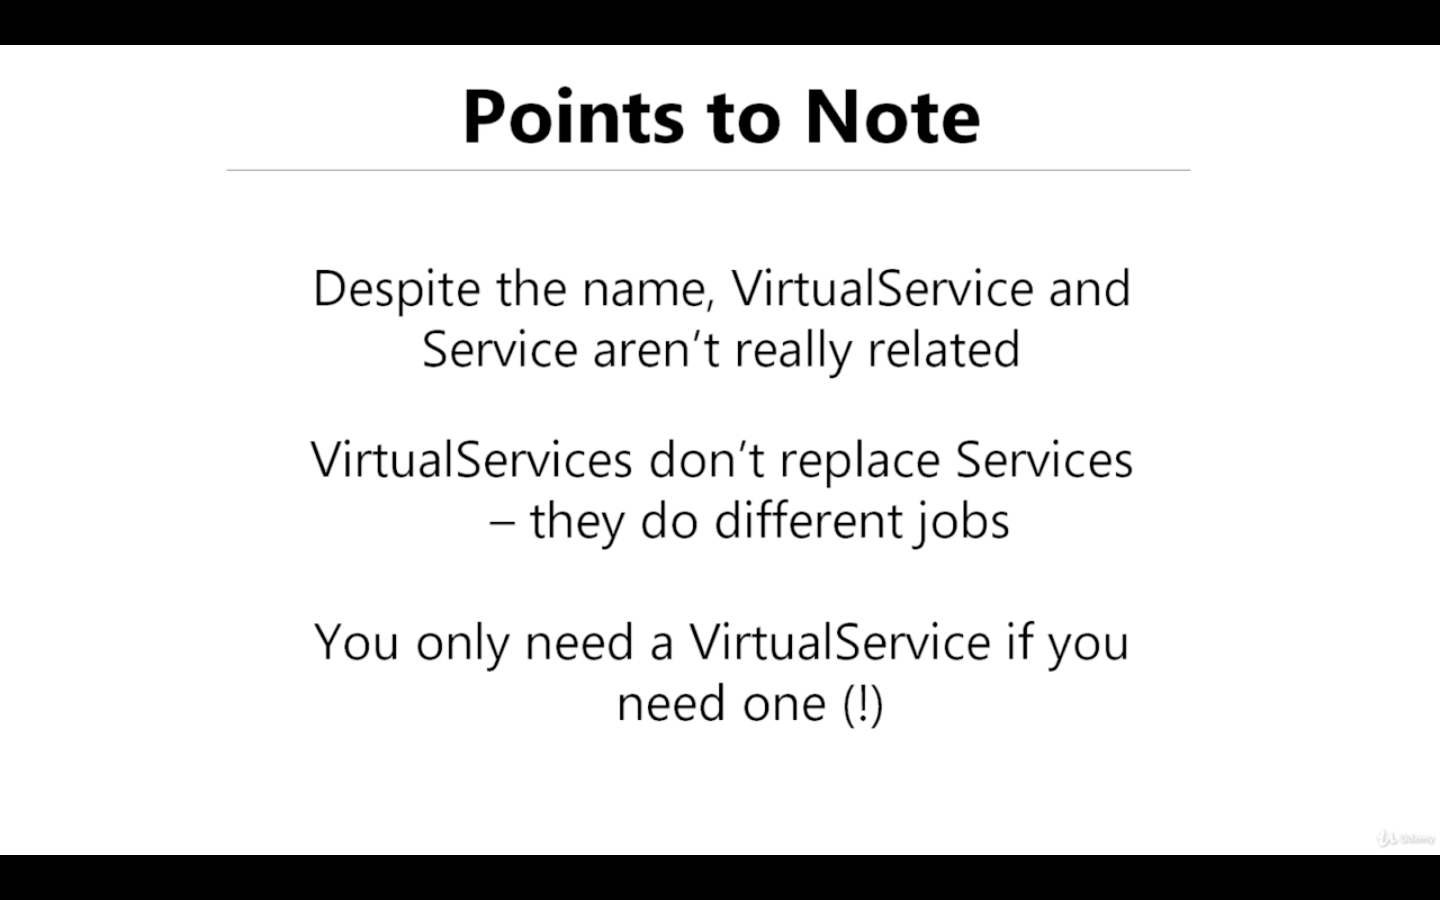 Points to Note
Despite the name, VirtualService and
Service aren’t really related
VirtualServices don’t replace Services
– they do different jobs
You only need a VirtualService if you
need one (!)
Udemy